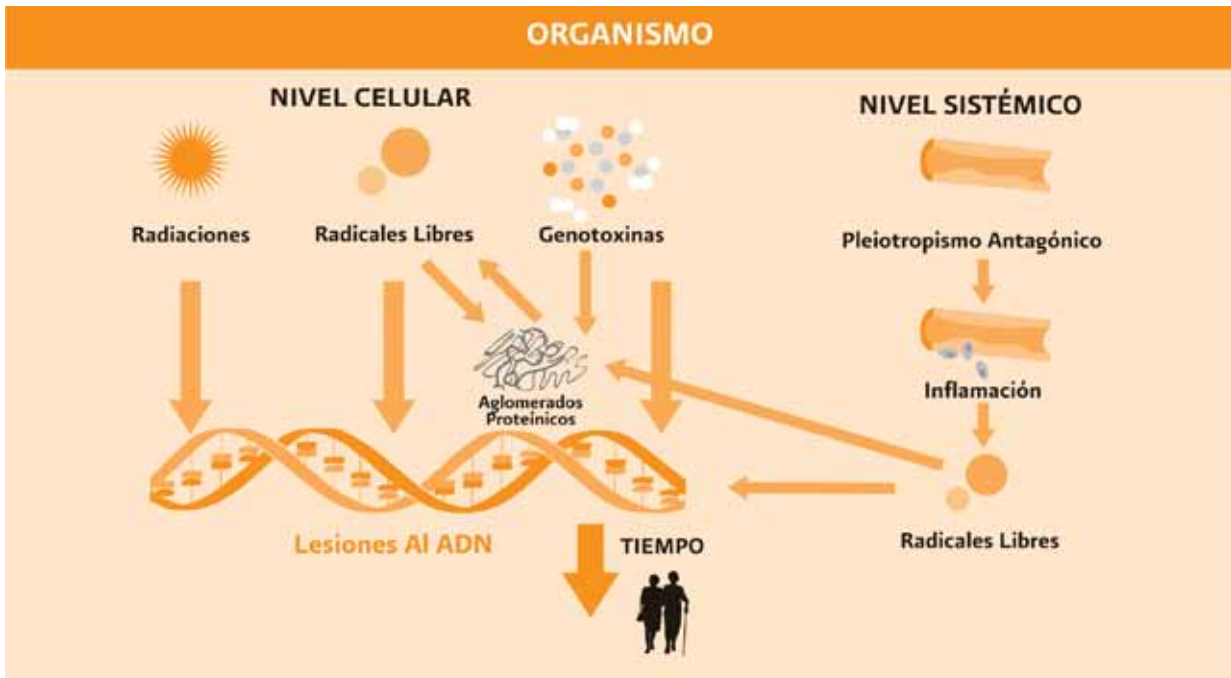 ORGANISMO
NIVEL CELULAR
NIVEL SISTÉMICO
Radiaciones
Radicales Libres
Genotoxinas
Pleiotropismo Antagónico
Aglomerados
Proteínicos
Inflamación
Lesiones Al ADN
TIEMPO
Radicales Libres